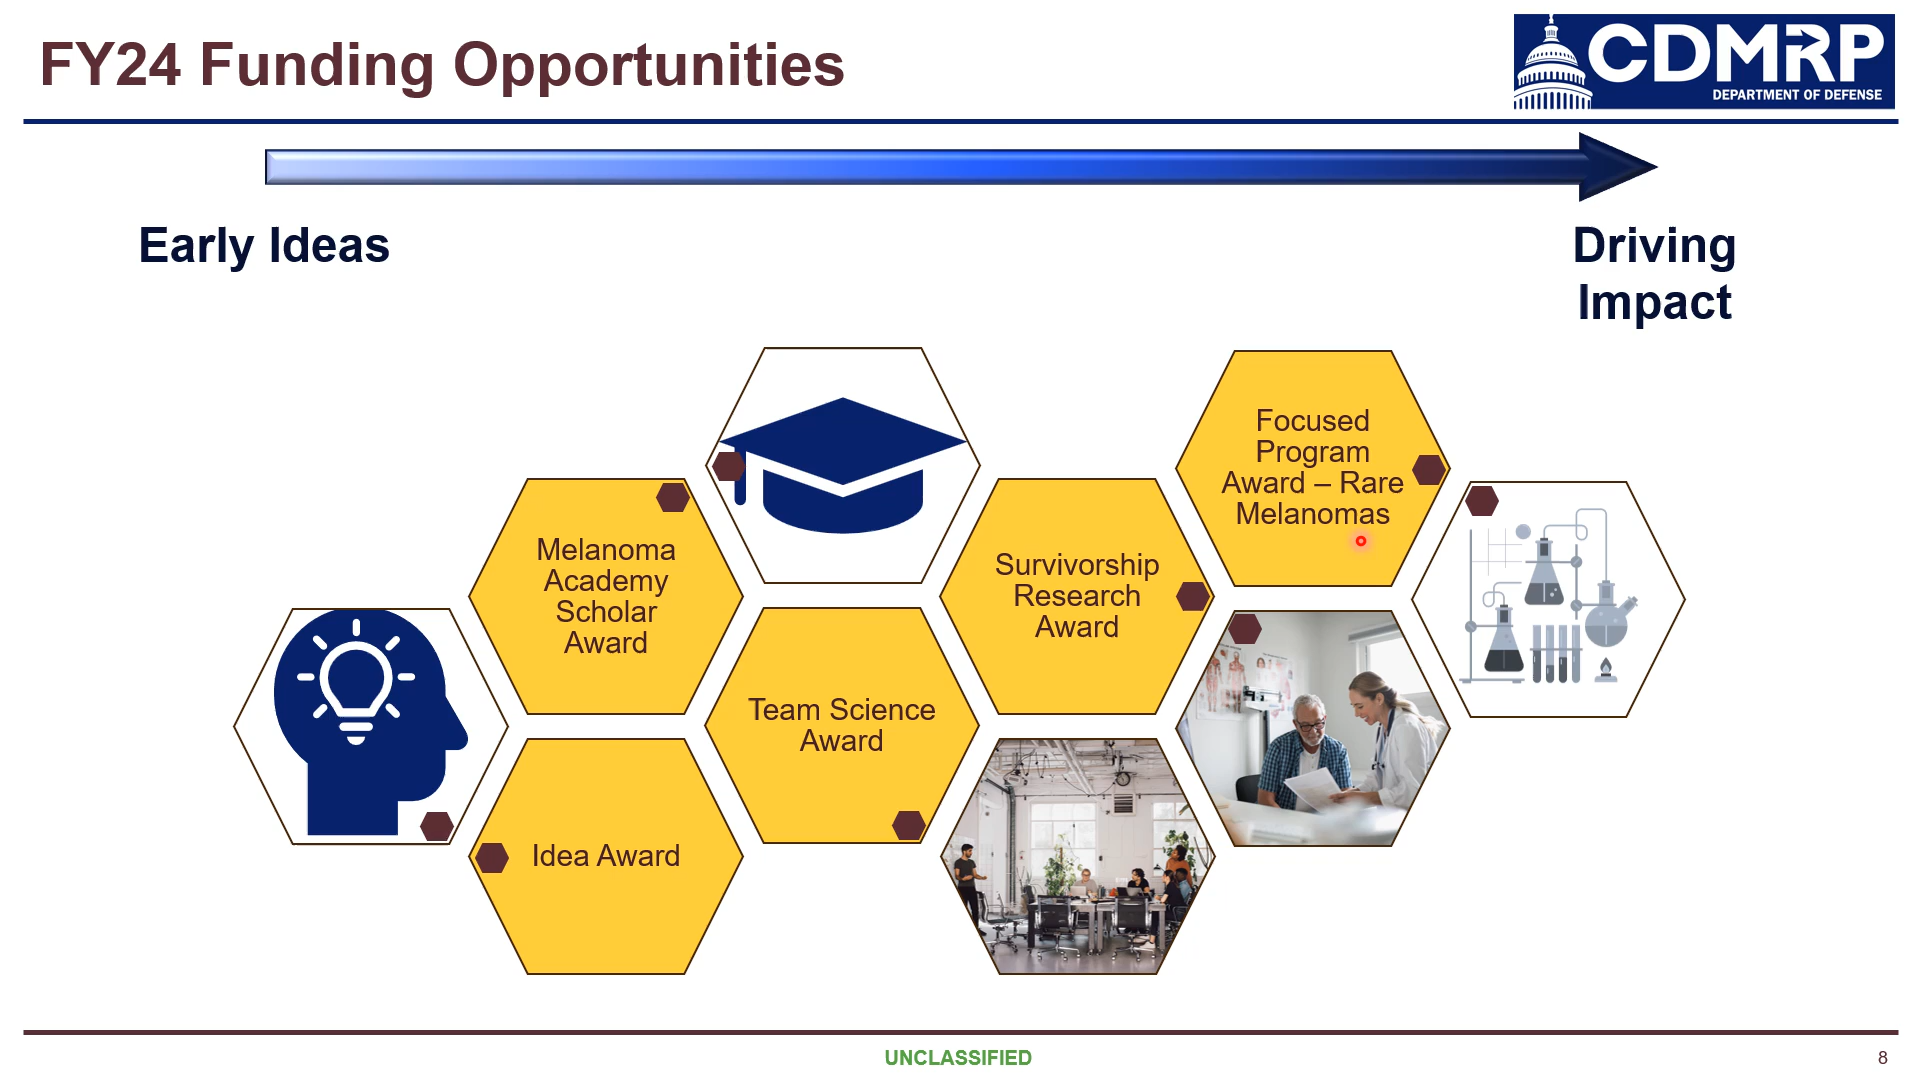 FY24 Funding Opportunities
CDMRP
DEPARTMENT OF DEFENSE
Early Ideas
Driving
Impact
Melanoma
Academy
Scholar
Award
Idea Award
Team Science
Award
Survivorship
Research
Award
Focused
Program
Award – Rare
Melanomas
UNCLASSIFIED
8